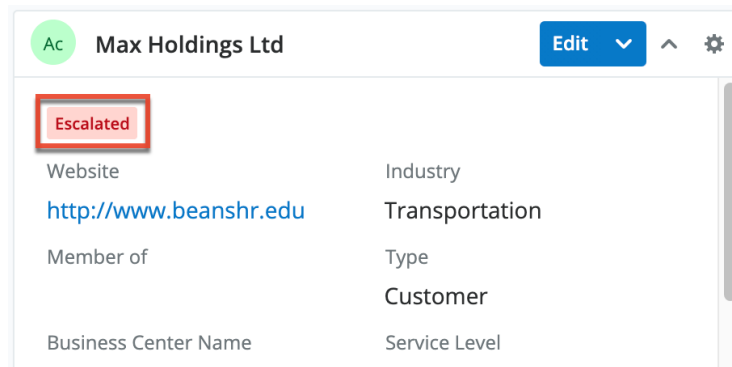 Ac Max Holdings Ltd Edit
Escalated
Website Industry
http://www.beanshr.edu Transportation
Member of Type
Customer
Business Center Name Service Level